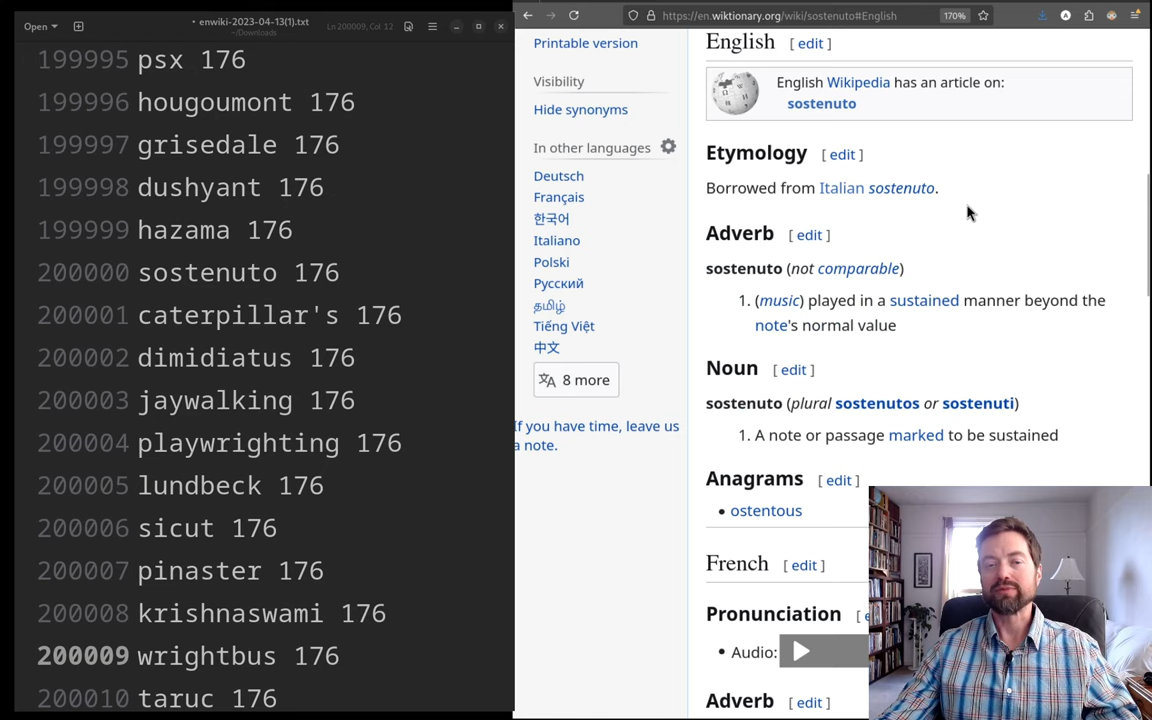 Open
enwiki-2023-04-13(1).txt
~/Downloads
Ln200009, Col 12
199995 psx 176
199996 hougoumont 176
199997 grisedale 176
199998 dushyant 176
199999 hazama 176
200000 sostenuto 176
200001 caterpillar's 176
200002 dimidiatus 176
200003 jaywalking 176
200004 playwrighting 176
200005 lundbeck 176
200006 sicut 176
200007 pinaster 176
200008 krishnaswami 176
200009 wrightbus 176
200010 taruc 176
https://en.wiktionary.org/wiki/sostenuto#English
170%
Printable version
Visibility
Hide synonyms
In other languages
Deutsch
Français
한국어
Italiano
Polski
Русский
தமிழ்
Tiếng Việt
中文
8 more
If you have time, leave us
a note.
English [ edit ]
English Wikipedia has an article on:
sostenuto
Etymology [ edit ]
Borrowed from Italian sostenuto.
Adverb [ edit ]
sostenuto (not comparable)
1. (music) played in a sustained manner beyond the
note's normal value
Noun [ edit ]
sostenuto (plural sostenutos or sostenuti)
1. A note or passage marked to be sustained
Anagrams [ edit ]
• ostentous
French [ edit ]
Pronunciation [
• Audio:
Adverb [ edit ]